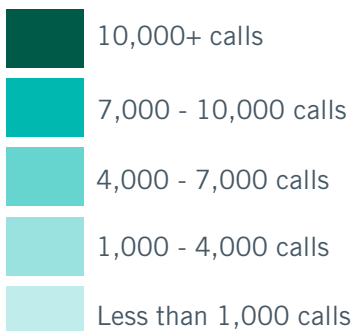 10,000+ calls
7,000 - 10,000 calls
4,000 - 7,000 calls
1,000 - 4,000 calls
Less than 1,000 calls